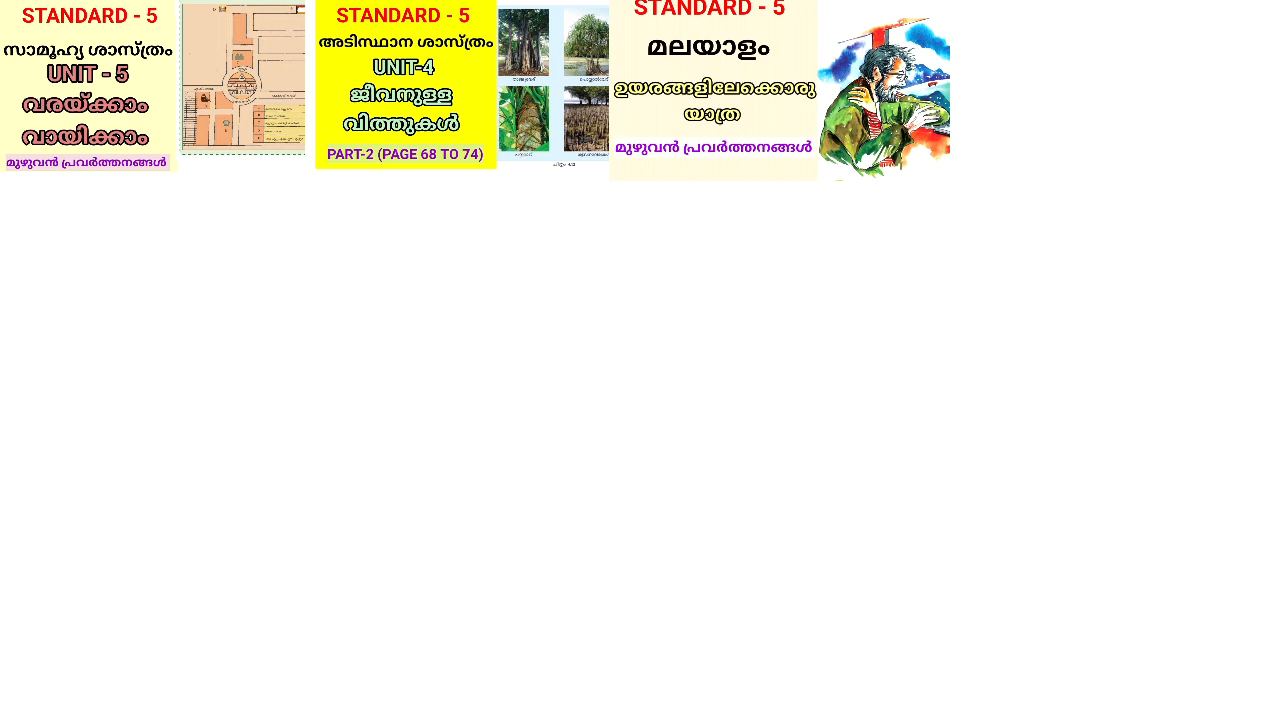 STANDARD - 5
സാമൂഹ്യ ശാസ്ത്രം
UNIT - 5
വരയ്ക്കാം
വായിക്കാം
മുഴുവൻ പ്രവർത്തനങ്ങൾ
STANDARD - 5
അടിസ്ഥാന ശാസ്ത്രം
UNIT-4
ജീവനുള്ള
വിത്തുകൾ
PART-2 (PAGE 68 TO 74)
STANDARD - 5
മലയാളം
ഉയരങ്ങളിലേക്കൊരു
യാത്ര
മുഴുവൻ പ്രവർത്തനങ്ങൾ